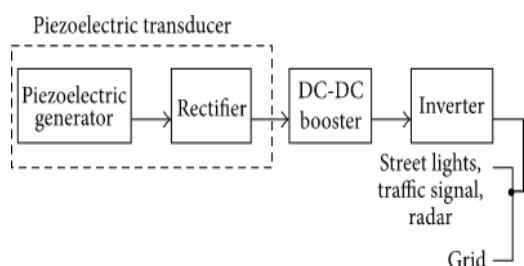 Piezoelectric transducer
Piezoelectric
generator
Rectifier
DC-DC
booster
Inverter
Street lights,
traffic signal,
radar
Grid